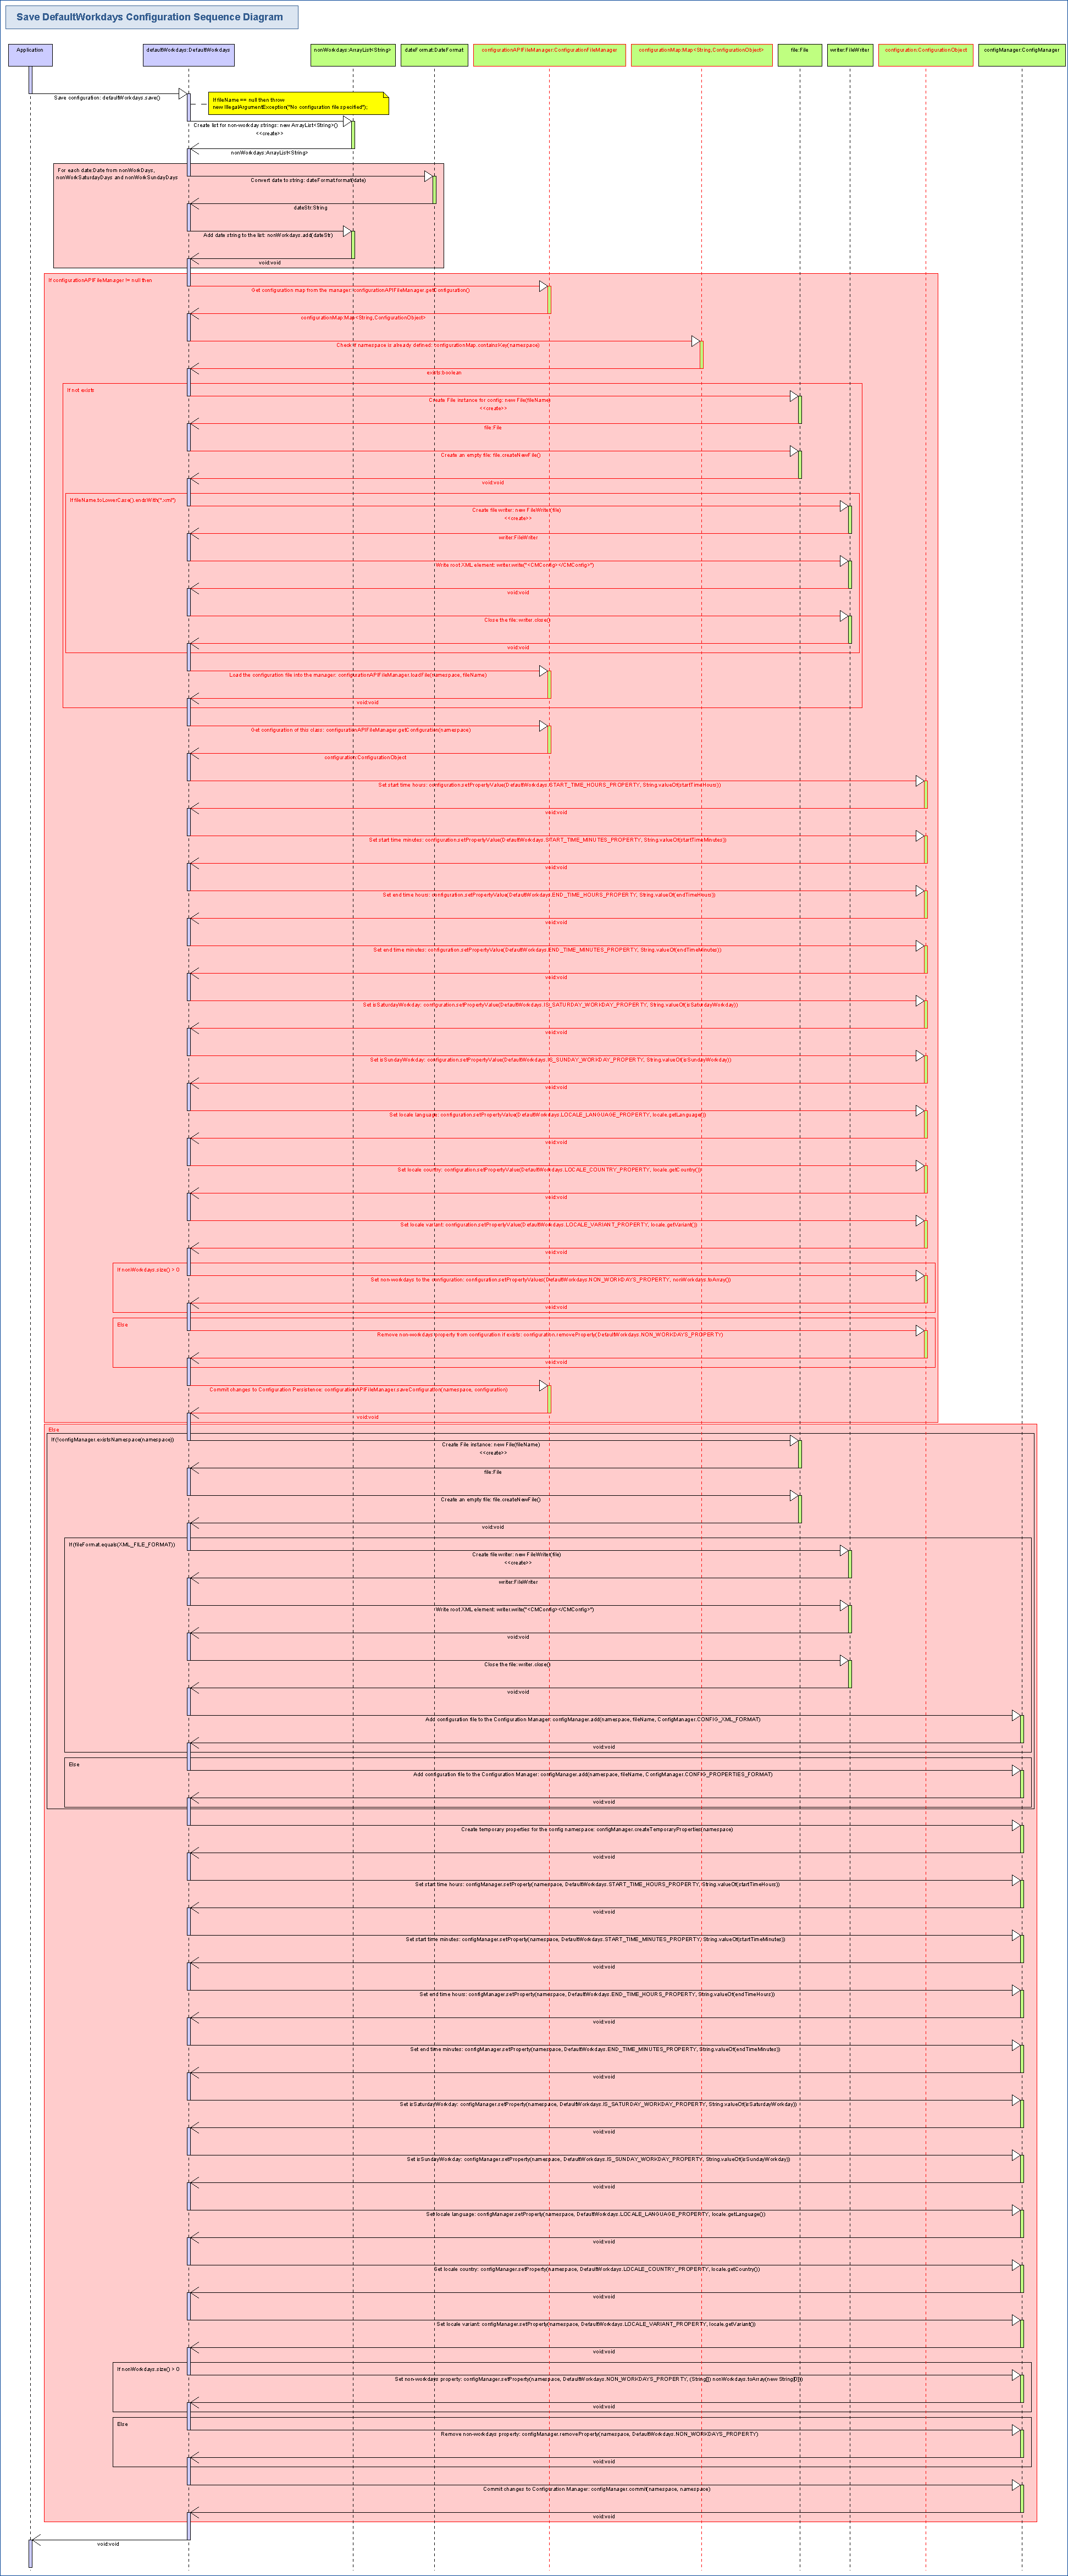 Save DefaultWorkdays Configuration Sequence Diagram
Application
defaultWorkdays:DefaultWorkdays
nonWorkdays:ArrayList<String>
dateFormat:DateFormat
configurationAPIFileManager:ConfigurationFileManager
configurationMap:Map<String,ConfigurationObject>
file:File
writer:FileWriter
configuration:ConfigurationObject
configManager:ConfigManager
Save configuration: defaultWorkdays.save()
If fileName == null then throw
new IllegalArgumentException("No configuration file specified");
Create list for non-workday strings: new ArrayList<String>()
<<create>>
nonWorkdays:ArrayList<String>
For each date:Date from nonWorkDays,
nonWorkSaturdayDays and nonWorkSundayDays
Convert date to string: dateFormat.format(date)
dateStr:String
Add date string to the list: nonWorkdays.add(dateStr)
void:void
If configurationAPIFileManager != null then
Get configuration map from the manager: configurationAPIFileManager.getConfiguration()
configurationMap:Map<String,ConfigurationObject>
Check if namespace is already defined: configurationMap.containsKey(namespace)
exists:boolean
If not exists
Create File instance for config: new File(fileName)
<<create>>
file:File
Create an empty file: file.createNewFile()
void:void
If fileName.toLowerCase().endsWith(".xml")
Create file writer: new FileWriter(file)
<<create>>
writer:FileWriter
Write root XML element: writer.write("<CMConfig></CMConfig>")
void:void
Close the file: writer.close()
void:void
Load the configuration file into the manager: configurationAPIFileManager.loadFile(namespace, fileName)
void:void
Get configuration of this class: configurationAPIFileManager.getConfiguration(namespace)
configuration:ConfigurationObject
Set start time hours: configuration.setPropertyValue(DefaultWorkdays.START_TIME_HOURS_PROPERTY, String.valueOf(startTimeHours))
void:void
Set start time minutes: configuration.setPropertyValue(DefaultWorkdays.START_TIME_MINUTES_PROPERTY, String.valueOf(startTimeMinutes))
void:void
Set end time hours: configuration.setPropertyValue(DefaultWorkdays.END_TIME_HOURS_PROPERTY, String.valueOf(endTimeHours))
void:void
Set end time minutes: configuration.setPropertyValue(DefaultWorkdays.END_TIME_MINUTES_PROPERTY, String.valueOf(endTimeMinutes))
void:void
Set isSaturdayWorkday: configuration.setPropertyValue(DefaultWorkdays.IS_SATURDAY_WORKDAY_PROPERTY, String.valueOf(isSaturdayWorkday))
void:void
Set isSundayWorkday: configuration.setPropertyValue(DefaultWorkdays.IS_SUNDAY_WORKDAY_PROPERTY, String.valueOf(isSundayWorkday))
void:void
Set locale language: configuration.setPropertyValue(DefaultWorkdays.LOCALE_LANGUAGE_PROPERTY, locale.getLanguage())
void:void
Set locale country: configuration.setPropertyValue(DefaultWorkdays.LOCALE_COUNTRY_PROPERTY, locale.getCountry())
void:void
Set locale variant: configuration.setPropertyValue(DefaultWorkdays.LOCALE_VARIANT_PROPERTY, locale.getVariant())
void:void
If nonWorkdays.size() > 0
Set non-workdays to the configuration: configuration.setPropertyValues(DefaultWorkdays.NON_WORKDAYS_PROPERTY, nonWorkdays.toArray())
void:void
Else
Remove non-workdays property from configuration if exists: configuration.removeProperty(DefaultWorkdays.NON_WORKDAYS_PROPERTY)
void:void
Commit changes to Configuration Persistence: configurationAPIFileManager.saveConfiguration(namespace, configuration)
void:void
Else
If (!configManager.existsNamespace(namespace))
Create File instance: new File(fileName)
<<create>>
file:File
Create an empty file: file.createNewFile()
void:void
If(fileFormat.equals(XML_FILE_FORMAT))
Create file writer: new FileWriter(file)
<<create>>
writer:FileWriter
Write root XML element: writer.write("<CMConfig></CMConfig>")
void:void
Close the file: writer.close()
void:void
Add configuration file to the Configuration Manager: configManager.add(namespace, fileName, ConfigManager.CONFIG_XML_FORMAT)
void:void
Else
Add configuration file to the Configuration Manager: configManager.add(namespace, fileName, ConfigManager.CONFIG_PROPERTIES_FORMAT)
void:void
Create temporary properties for the config namespace: configManager.createTemporaryProperties(namespace)
void:void
Set start time hours: configManager.setProperty(namespace, DefaultWorkdays.START_TIME_HOURS_PROPERTY, String.valueOf(startTimeHours))
void:void
Set start time minutes: configManager.setProperty(namespace, DefaultWorkdays.START_TIME_MINUTES_PROPERTY, String.valueOf(startTimeMinutes))
void:void
Set end time hours: configManager.setProperty(namespace, DefaultWorkdays.END_TIME_HOURS_PROPERTY, String.valueOf(endTimeHours))
void:void
Set end time minutes: configManager.setProperty(namespace, DefaultWorkdays.END_TIME_MINUTES_PROPERTY, String.valueOf(endTimeMinutes))
void:void
Set isSaturdayWorkday: configManager.setProperty(namespace, DefaultWorkdays.IS_SATURDAY_WORKDAY_PROPERTY, String.valueOf(isSaturdayWorkday))
void:void
Set isSundayWorkday: configManager.setProperty(namespace, DefaultWorkdays.IS_SUNDAY_WORKDAY_PROPERTY, String.valueOf(isSundayWorkday))
void:void
Set locale language: configManager.setProperty(namespace, DefaultWorkdays.LOCALE_LANGUAGE_PROPERTY, locale.getLanguage())
void:void
Get locale country: configManager.setProperty(namespace, DefaultWorkdays.LOCALE_COUNTRY_PROPERTY, locale.getCountry())
void:void
Set locale variant: configManager.setProperty(namespace, DefaultWorkdays.LOCALE_VARIANT_PROPERTY, locale.getVariant())
void:void
If nonWorkdays.size() > 0
Set non-workdays property: configManager.setProperty(namespace, DefaultWorkdays.NON_WORKDAYS_PROPERTY, (String[]) nonWorkdays.toArray(new String[0]))
void:void
Else
Remove non-workdays property: configManager.removeProperty(namespace, DefaultWorkdays.NON_WORKDAYS_PROPERTY)
void:void
Commit changes to Configuration Manager: configManager.commit(namespace, namespace)
void:void
void:void